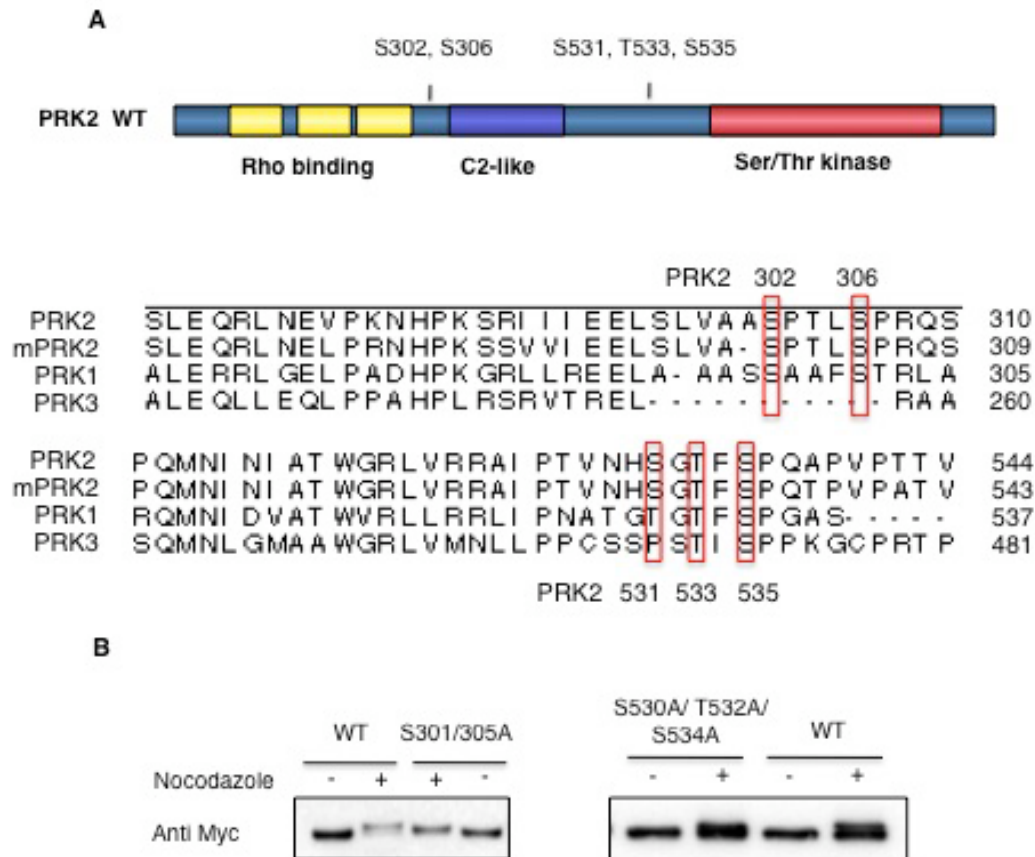 A
S302, S306 S531, T533, S535
PRK2 WT
Rho binding C2-like Ser/Thr kinase
PRK2 302 306
PRK2 SLEQRLNEVPKNHPKSRIIIEELSLVAASPTLSPRQS 310
mPRK2 SLEQRLNELPRNHPKSSVVIEELSLVA-SPTLSPRQS 309
PRK1 ALERRLGELPADHPKGRLLREELA-AASSAAFSTRLA 305
PRK3 ALEQLLEQLPPAHPLRSRVTREL-----------RAA 260
PRK2 PQMNINIATWGRLVRRAIPTVNHSGTFSPQAPVPTTV 544
mPRK2 PQMNINIATWGRLVRRAIPTVNHSGTFSPQTPVPATV 543
PRK1 RQMNIDVATWVRLLRRLIPNATGTGTFSPGAS----- 537
PRK3 SQMNLGMAAWGRLVMNLLPPCSSPSTISPPKGCPRTP 481
PRK2 531 533 535
B
WT S301/305A S530A/ T532A/ S534A WT
Nocodazole - + + - - + - +
Anti Myc